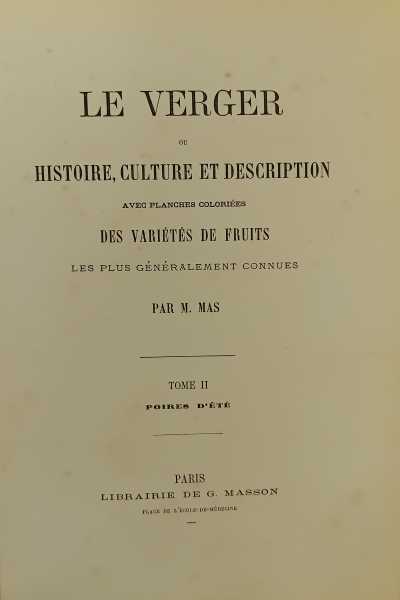 LE VERGER
OU
HISTOIRE, CULTURE ET DESCRIPTION
AVEC PLANCHES COLORIÉES
DES VARIÉTÉS DE FRUITS
LES PLUS GÉNÉRALEMENT CONNUES
PAR M. MAS
TOME II
POIRES D'ÉTÉ
PARIS
LIBRAIRIE DE G. MASSON
PLACE DE L'ÉCOLE-DE-MÉDECINE